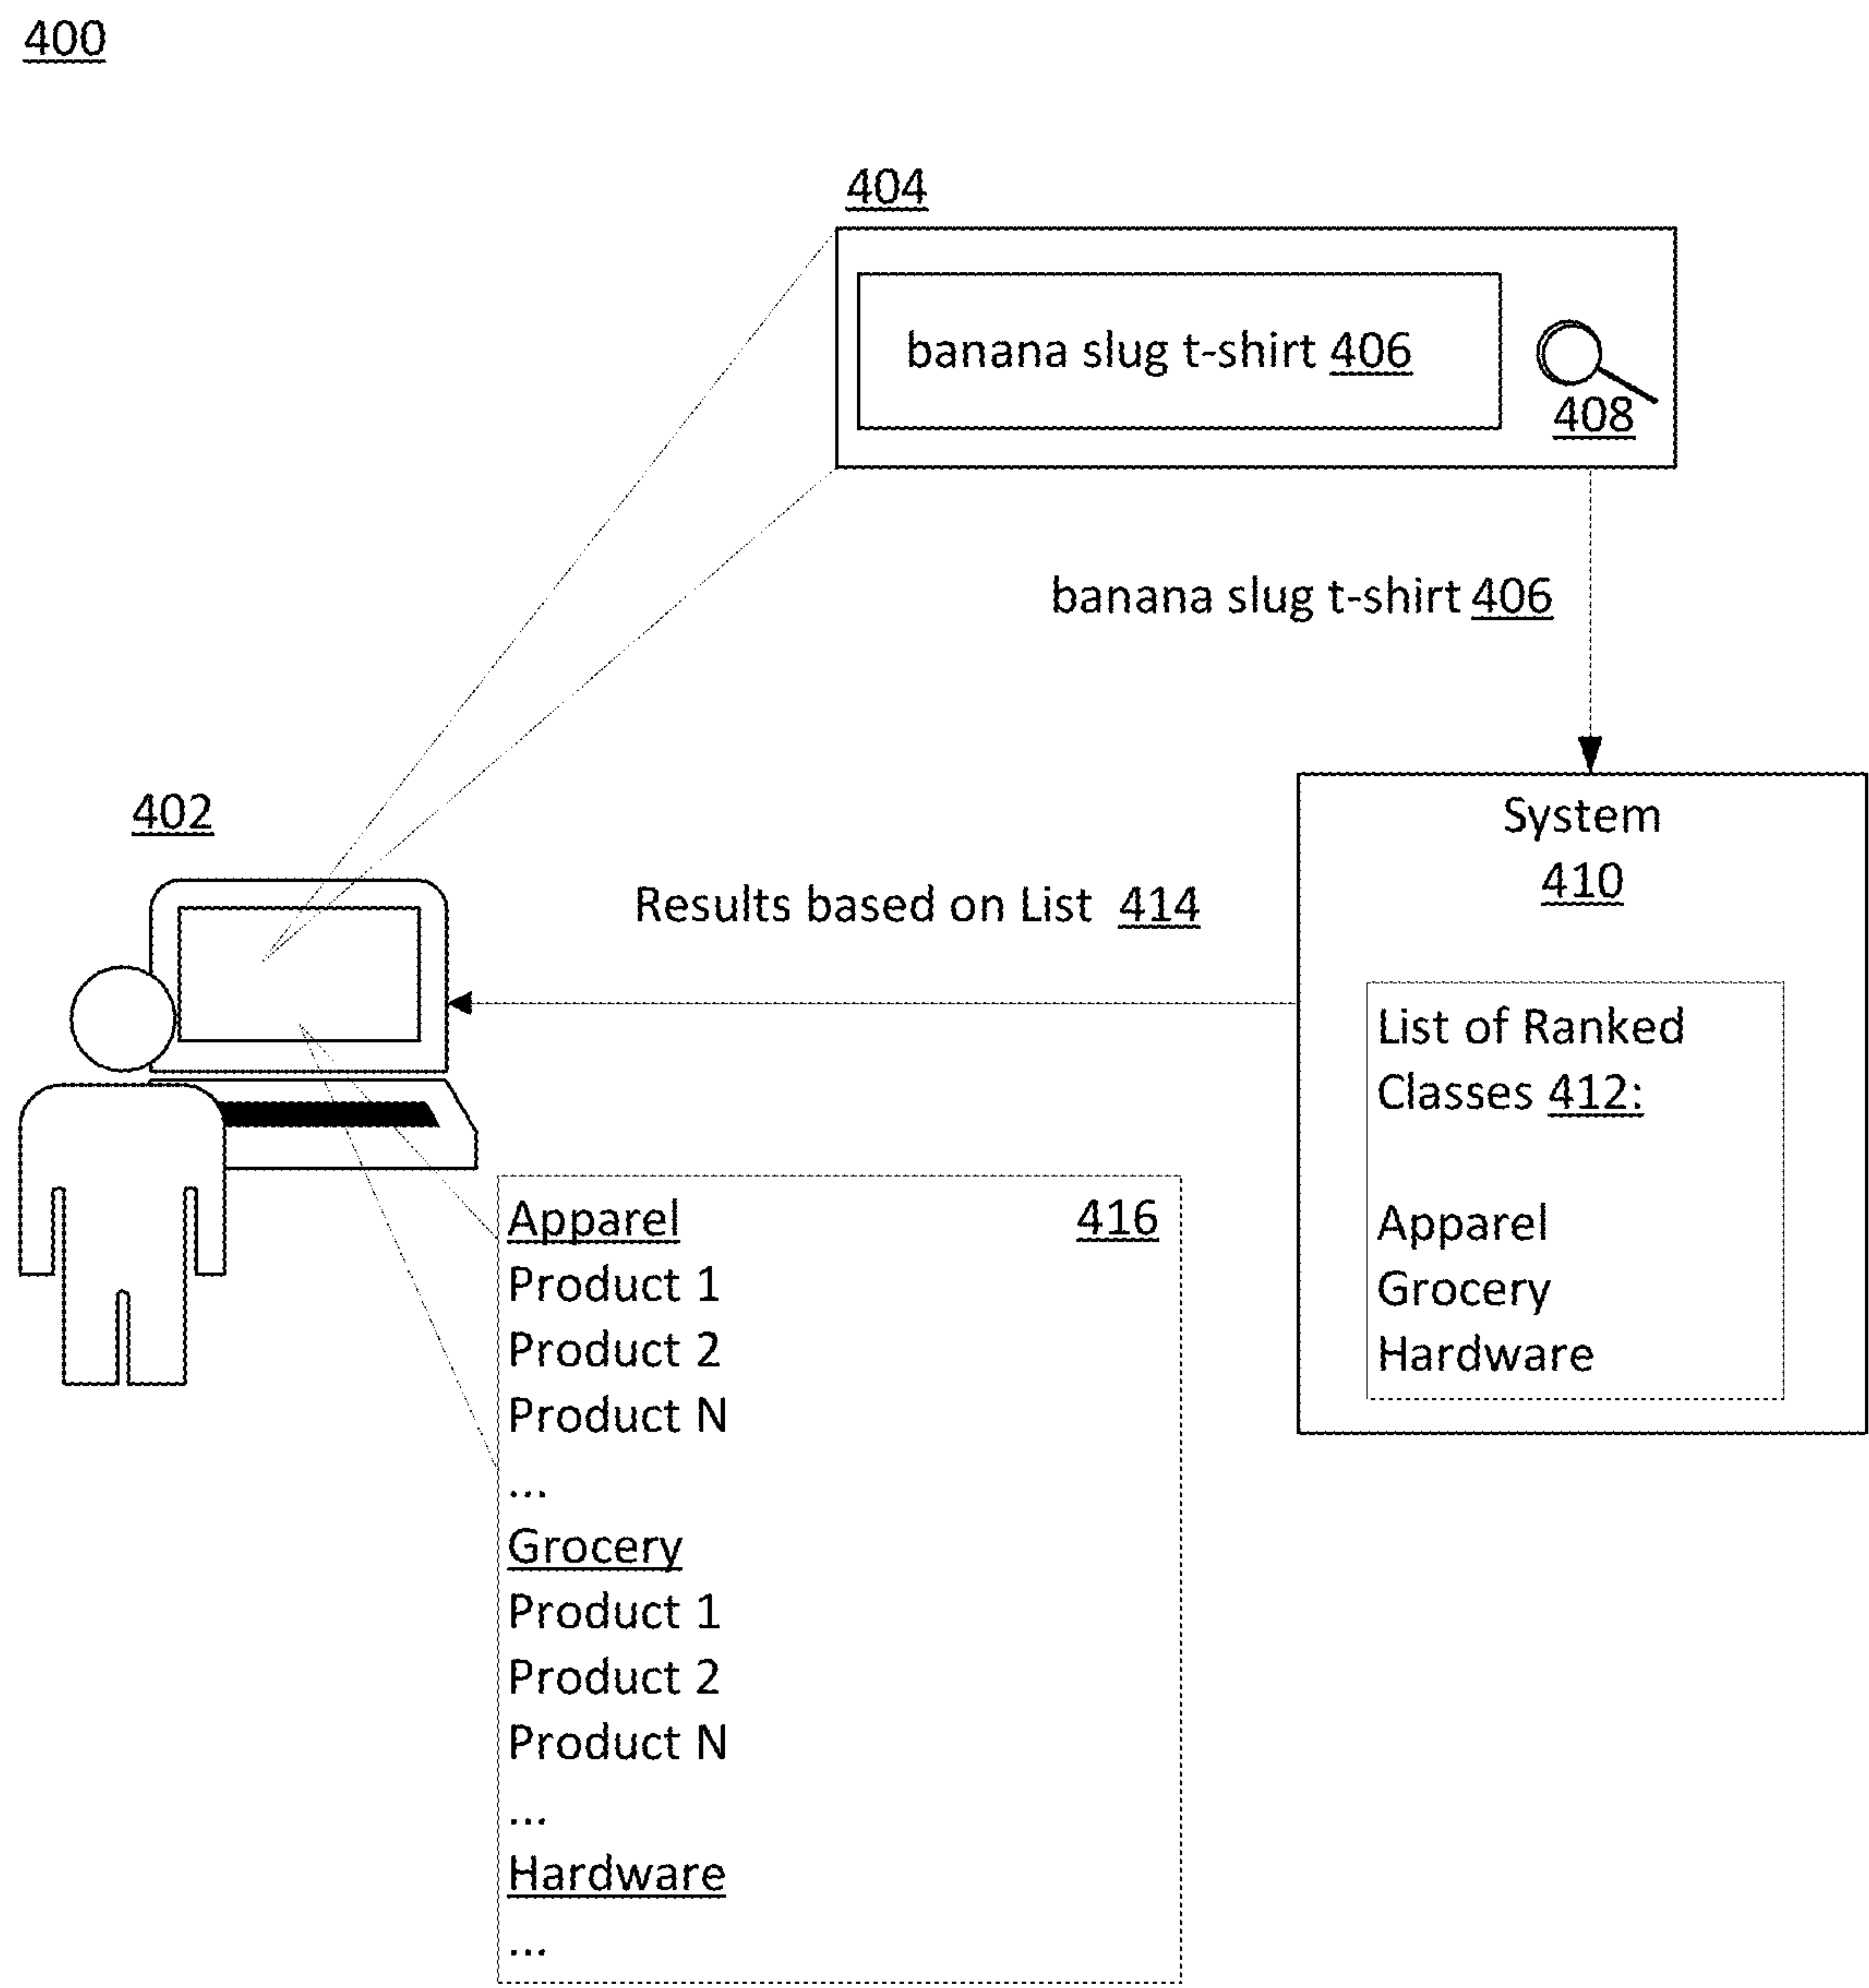 400
404
banana slug t-shirt 406
408
banana slug t-shirt 406
402
System
410
Results based on List 414
List of Ranked
Classes 412:
Apparel
Grocery
Hardware
416
Apparel
Product 1
Product 2
Product N
...
Grocery
Product 1
Product 2
Product N
...
Hardware
...